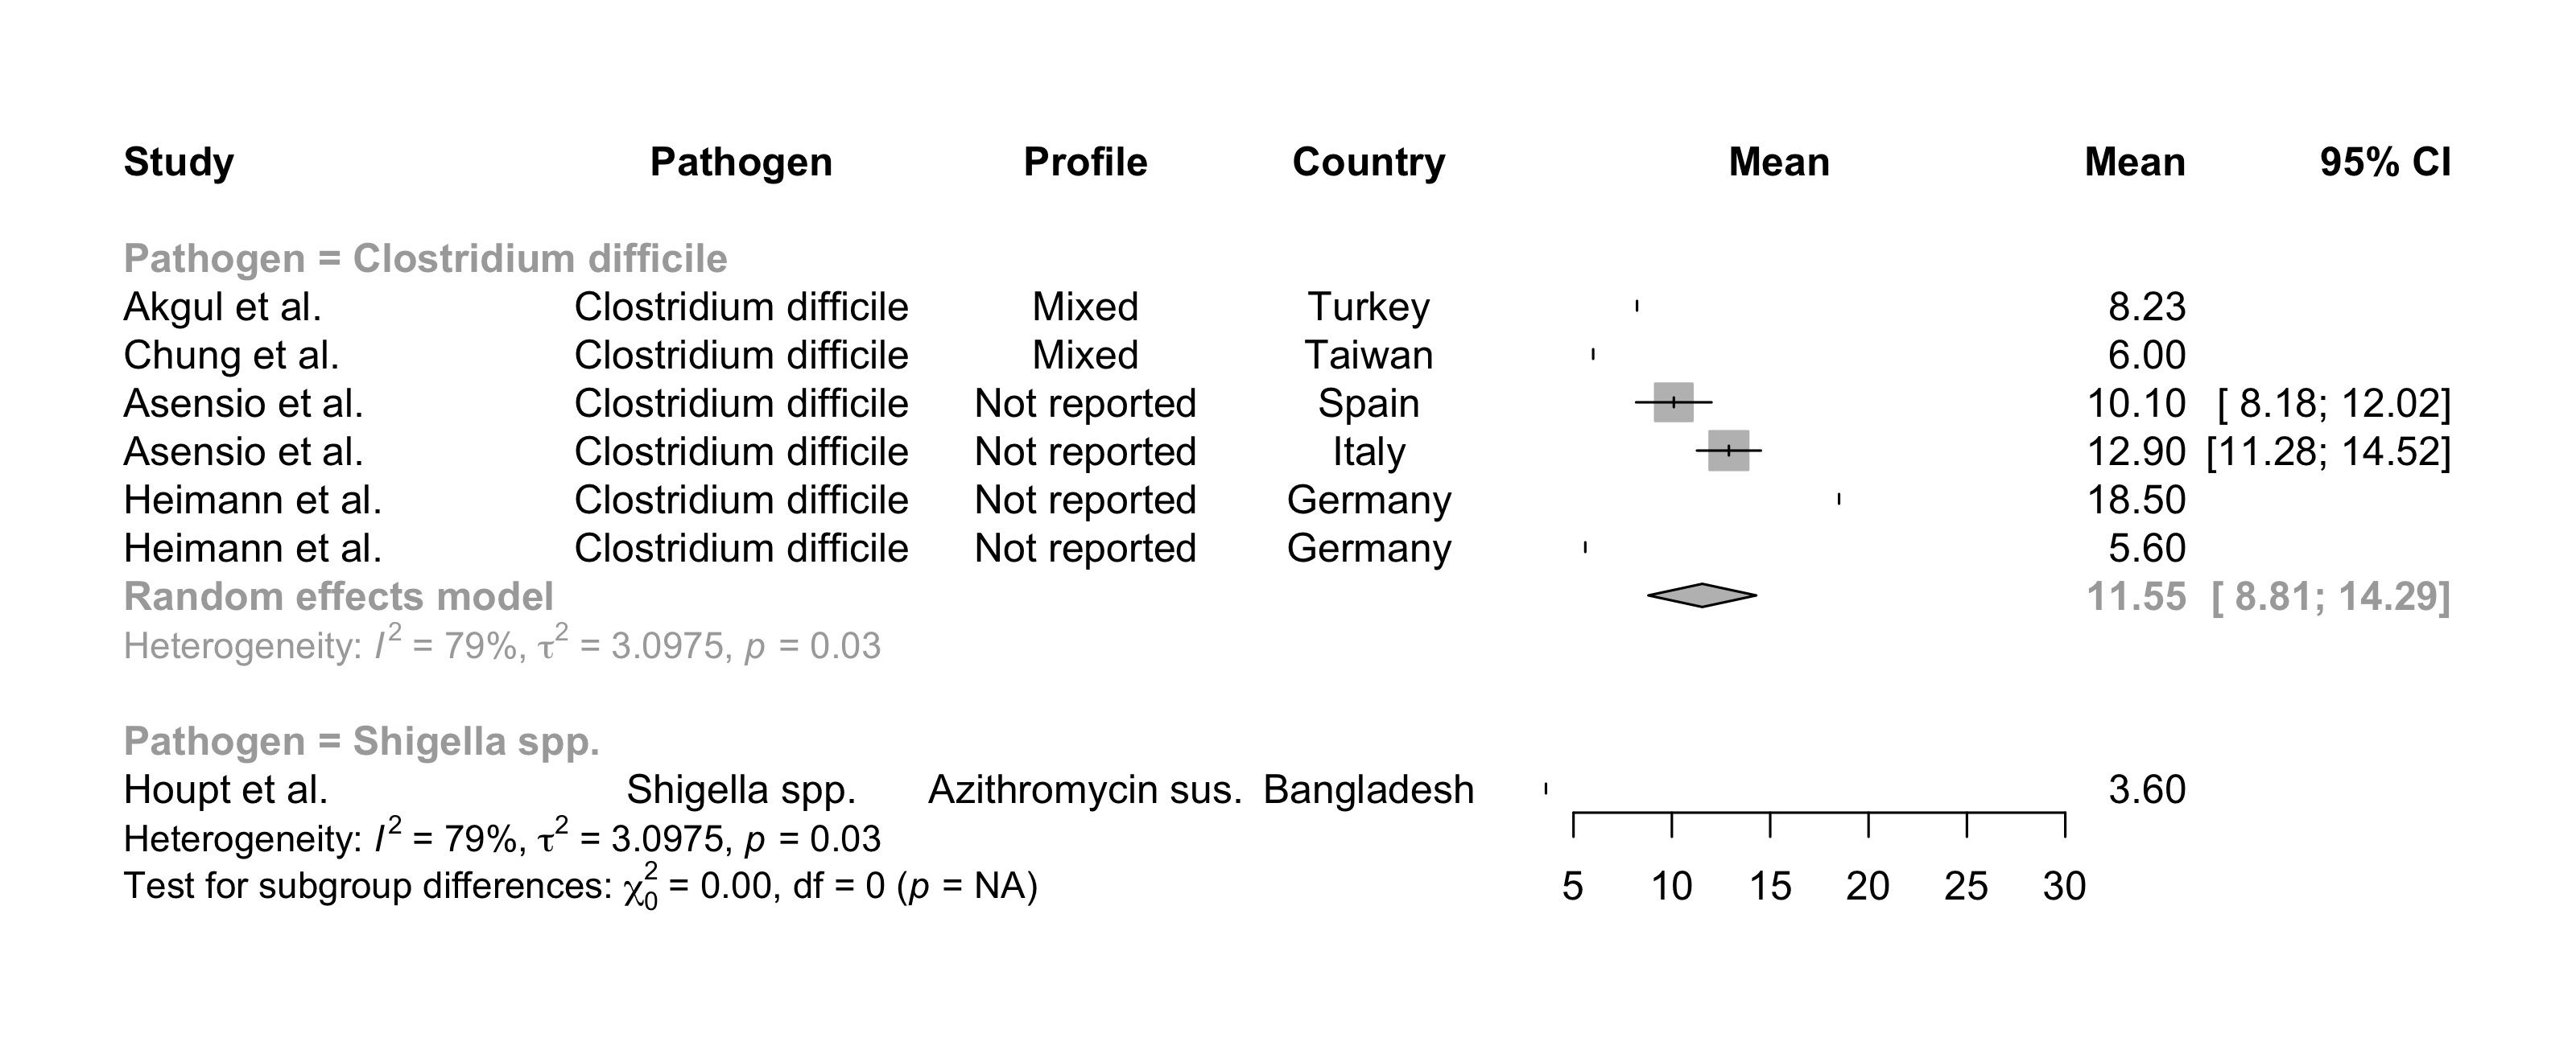 Study Pathogen Profile Country Mean Mean 95% CI
Pathogen = Clostridium difficile
Akgul et al. Clostridium difficile Mixed Turkey 8.23
Chung et al. Clostridium difficile Mixed Taiwan 6.00
Asensio et al. Clostridium difficile Not reported Spain 10.10 [ 8.18; 12.02]
Asensio et al. Clostridium difficile Not reported Italy 12.90 [11.28; 14.52]
Heimann et al. Clostridium difficile Not reported Germany 18.50
Heimann et al. Clostridium difficile Not reported Germany 5.60
Random effects model 11.55 [ 8.81; 14.29]
Heterogeneity: I² = 79%, τ² = 3.0975, p = 0.03
Pathogen = Shigella spp.
Houpt et al. Shigella spp. Azithromycin sus. Bangladesh 3.60
Heterogeneity: I² = 79%, τ² = 3.0975, p = 0.03
Test for subgroup differences: χ²₀ = 0.00, df = 0 (p = NA)
5 10 15 20 25 30